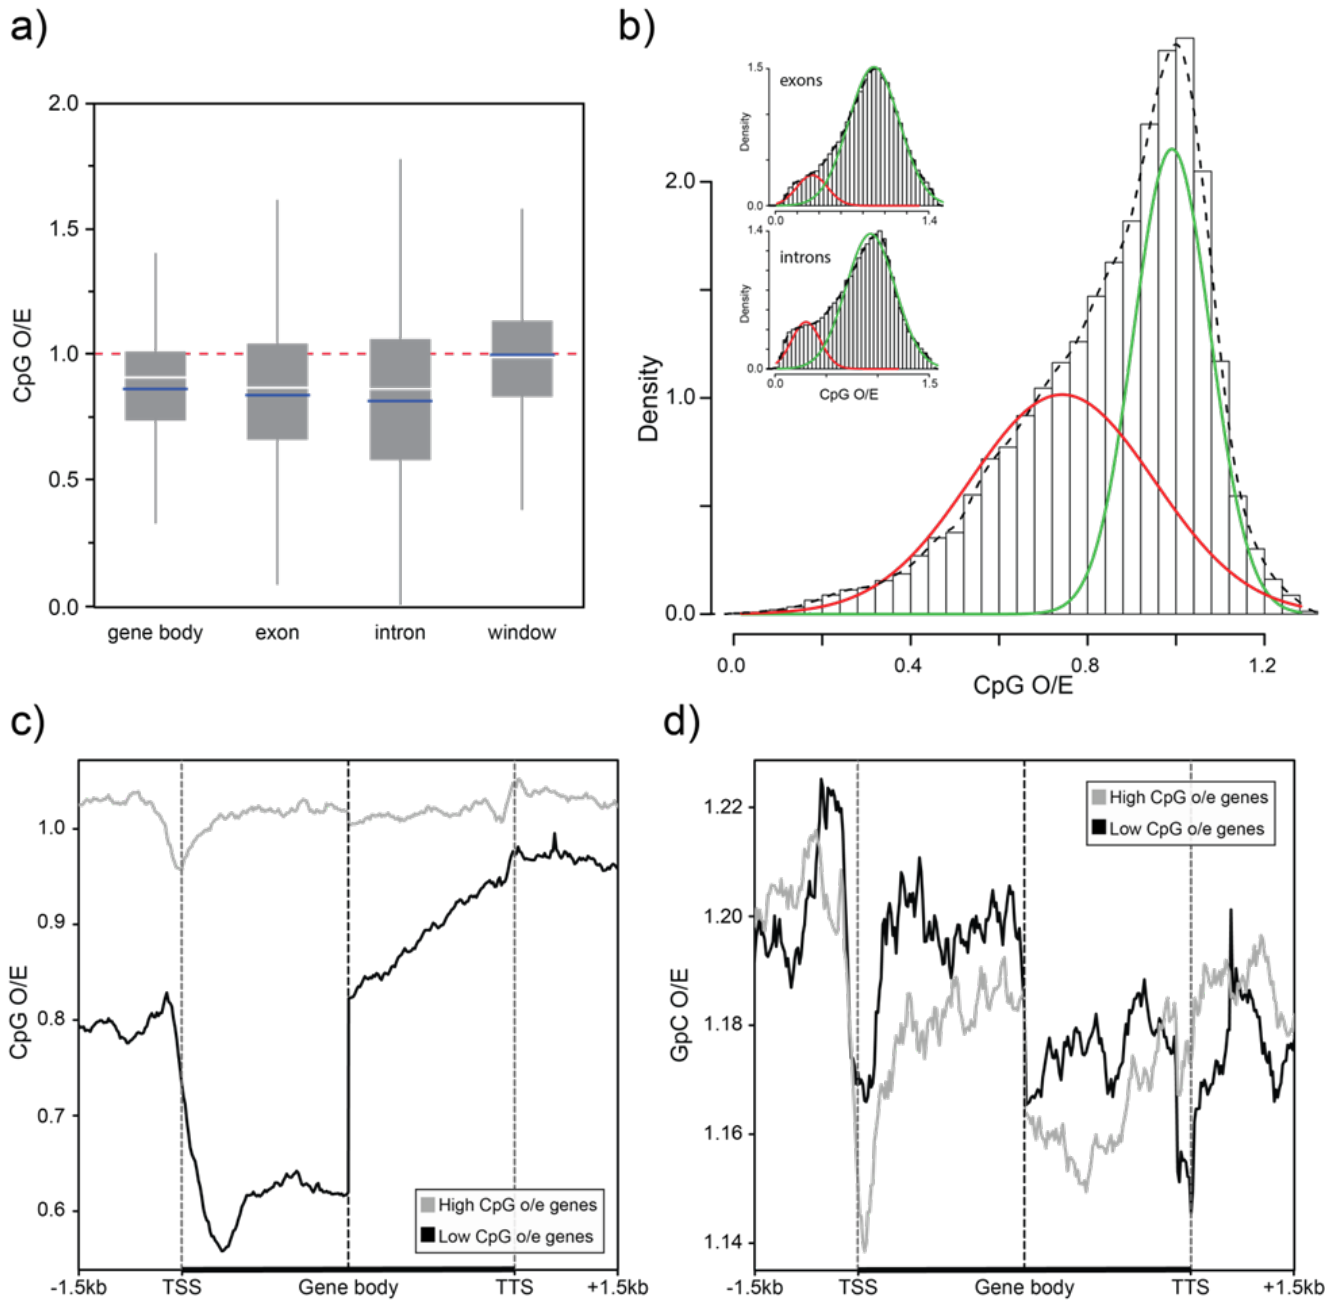 a)
2.0
1.5
1.0
0.5
0.0
CpG O/E
gene body exon intron window
b)
exons
1.5
0.0
Density
0.0 1.4
introns
1.4
0.0
Density
0.0 1.5
CpG O/E
2.0
1.0
0.0
Density
0.0 0.4 0.8 1.2
CpG O/E
c)
1.0
0.9
0.8
0.7
0.6
CpG O/E
High CpG o/e genes
Low CpG o/e genes
-1.5kb TSS Gene body TTS +1.5kb
d)
High CpG o/e genes
Low CpG o/e genes
1.22
1.20
1.18
1.16
1.14
GpC O/E
-1.5kb TSS Gene body TTS +1.5kb